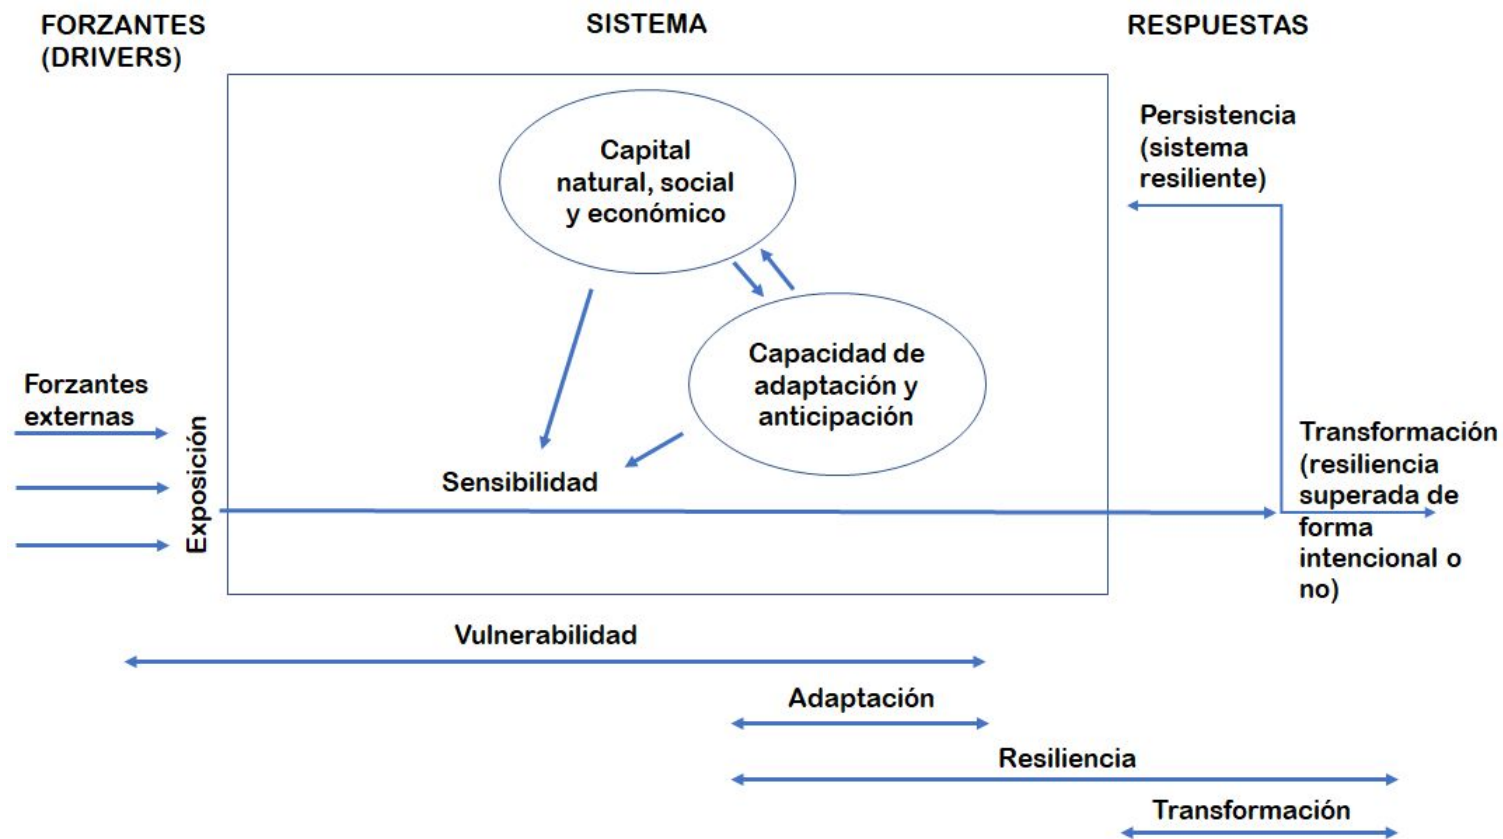 FORZANTES
(DRIVERS)
SISTEMA
RESPUESTAS
Capital
natural, social
y económico
Persistencia
(sistema
resiliente)
Capacidad de
adaptación y
anticipación
Forzantes
externas
Exposición
Sensibilidad
Transformación
(resiliencia
superada de
forma
intencional o
no)
Vulnerabilidad
Adaptación
Resiliencia
Transformación